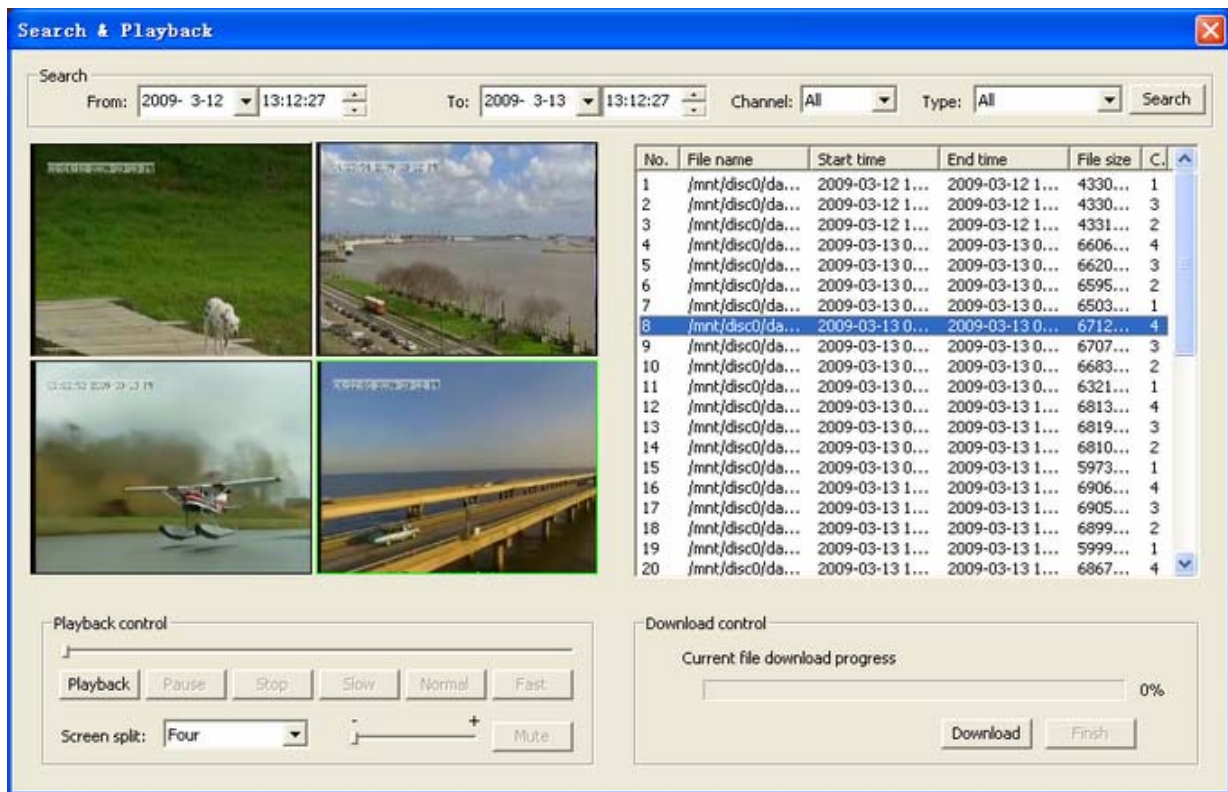 Search & Playback
Search
From: 2009- 3-12 13:12:27 To: 2009- 3-13 13:12:27 Channel: All Type: All Search
No. File name Start time End time File size C.
1 /mnt/disc0/da... 2009-03-12 1... 2009-03-12 1... 4330... 1
2 /mnt/disc0/da... 2009-03-12 1... 2009-03-12 1... 4330... 3
3 /mnt/disc0/da... 2009-03-12 1... 2009-03-12 1... 4331... 2
4 /mnt/disc0/da... 2009-03-13 0... 2009-03-13 0... 6606... 4
5 /mnt/disc0/da... 2009-03-13 0... 2009-03-13 0... 6620... 3
6 /mnt/disc0/da... 2009-03-13 0... 2009-03-13 0... 6595... 2
7 /mnt/disc0/da... 2009-03-13 0... 2009-03-13 0... 6503... 1
8 /mnt/disc0/da... 2009-03-13 0... 2009-03-13 0... 6712... 4
9 /mnt/disc0/da... 2009-03-13 0... 2009-03-13 0... 6707... 3
10 /mnt/disc0/da... 2009-03-13 0... 2009-03-13 0... 6683... 2
11 /mnt/disc0/da... 2009-03-13 0... 2009-03-13 0... 6321... 1
12 /mnt/disc0/da... 2009-03-13 0... 2009-03-13 1... 6813... 4
13 /mnt/disc0/da... 2009-03-13 0... 2009-03-13 1... 6819... 3
14 /mnt/disc0/da... 2009-03-13 0... 2009-03-13 1... 6810... 2
15 /mnt/disc0/da... 2009-03-13 0... 2009-03-13 1... 5973... 1
16 /mnt/disc0/da... 2009-03-13 1... 2009-03-13 1... 6906... 4
17 /mnt/disc0/da... 2009-03-13 1... 2009-03-13 1... 6905... 3
18 /mnt/disc0/da... 2009-03-13 1... 2009-03-13 1... 6899... 2
19 /mnt/disc0/da... 2009-03-13 1... 2009-03-13 1... 5999... 1
20 /mnt/disc0/da... 2009-03-13 1... 2009-03-13 1... 6867... 4
Playback control
Playback Pause Stop Slow Normal Fast
Screen split: Four - + Mute
Download control
Current file download progress
0%
Download Finsh